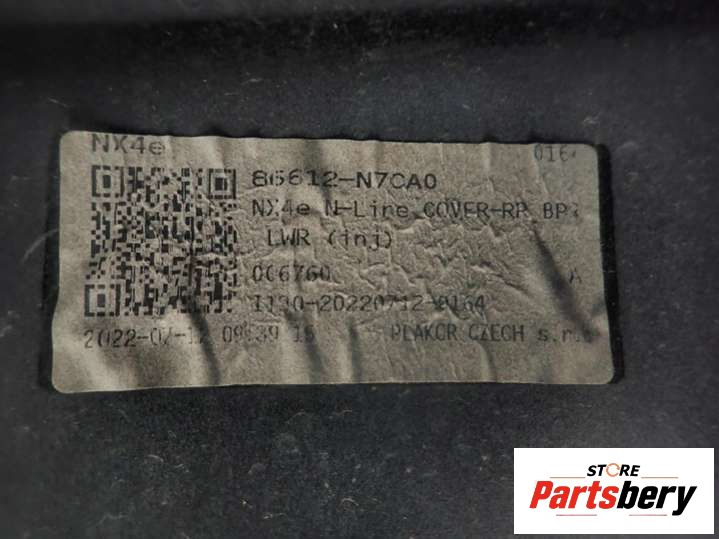 NX4e 0164
86612-N7CA0
NX4e N-Line COVER-RR BPR
LWR (inj)
006760 A
1130-20220712-0164
2022-07-12 09:39:15 PLAKOR CZECH s.r.o
STORE
Partsbery